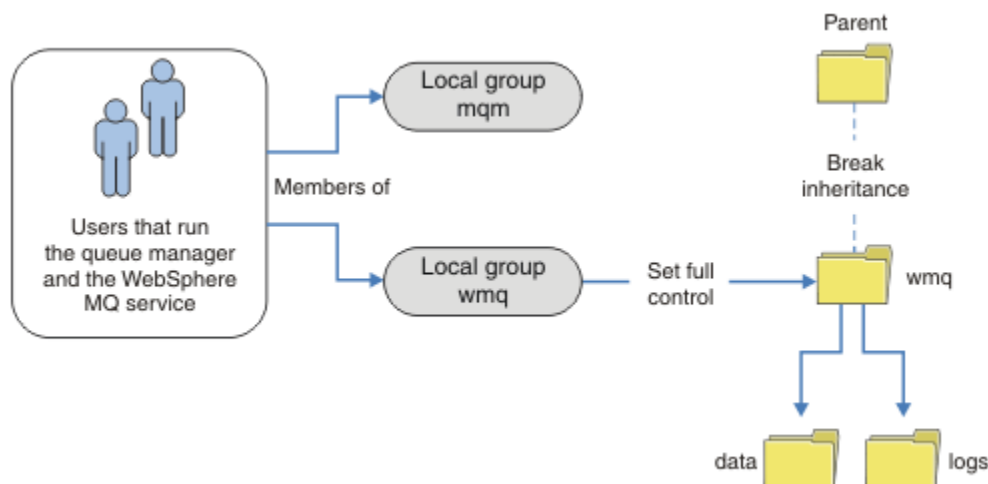 Parent
Local group
mqm
Members of
Break
inheritance
Users that run
the queue manager
and the WebSphere
MQ service
Local group
wmq
Set full
control
wmq
data
logs